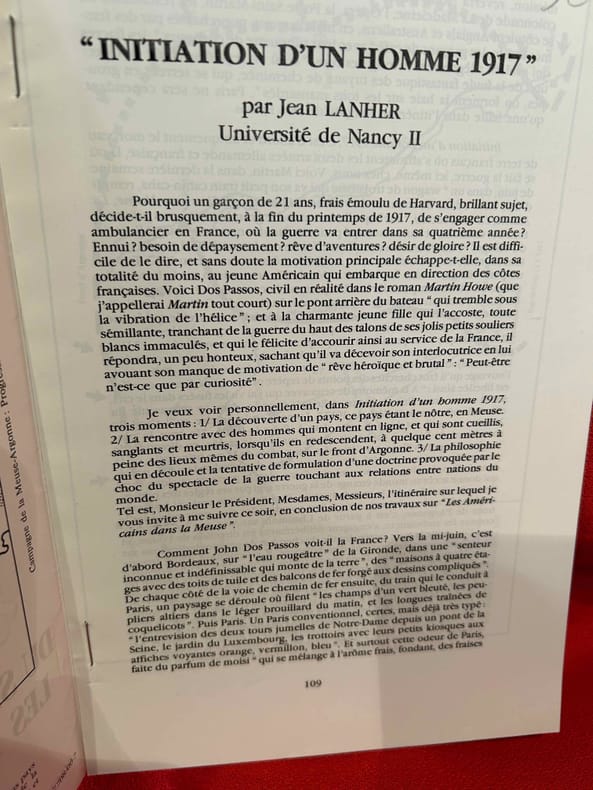 “ INITIATION D’UN HOMME 1917 ”
par Jean LANHER
Université de Nancy II
Pourquoi un garçon de 21 ans, frais émoulu de Harvard, brillant sujet,
décide-t-il brusquement, à la fin du printemps de 1917, de s’engager comme
ambulancier en France, où la guerre va entrer dans sa quatrième année ?
Ennui ? besoin de dépaysement ? rêve d’aventures ? désir de gloire ? Il est diffi-
cile de le dire, et sans doute la motivation principale échappe-t-elle, dans sa
totalité du moins, au jeune Américain qui embarque en direction des côtes
françaises. Voici Dos Passos, civil en réalité dans le roman Martin Howe (que
j’appellerai Martin tout court) sur le pont arrière du bateau “ qui tremble sous
la vibration de l’hélice ” ; et à la charmante jeune fille qui l’accoste, toute
sémillante, tranchant de la guerre du haut des talons de ses jolis petits souliers
blancs immaculés, et qui le félicite d’accourir ainsi au service de la France, il
répondra, un peu honteux, sachant qu’il va décevoir son interlocutrice en lui
avouant son manque de motivation de “ rêve héroïque et brutal ” : “ Peut-être
n’est-ce que par curiosité ”.
Je veux voir personnellement, dans Initiation d’un homme 1917,
trois moments : 1/ La découverte d’un pays, ce pays étant le nôtre, en Meuse.
2/ La rencontre avec des hommes qui montent en ligne, et qui sont cueillis,
sanglants et meurtris, lorsqu’ils en redescendent, à quelque cent mètres à
peine des lieux mêmes du combat, sur le front d’Argonne. 3/ La philosophie
qui en découle et la tentative de formulation d’une doctrine provoquée par le
choc du spectacle de la guerre touchant aux relations entre nations du
monde.
Tel est, Monsieur le Président, Mesdames, Messieurs, l’itinéraire sur lequel je
vous invite à me suivre ce soir, en conclusion de nos travaux sur “Les Améri-
cains dans la Meuse ”.
Comment John Dos Passos voit-il la France ? Vers la mi-juin, c’est
d’abord Bordeaux, sur “ l’eau rougeâtre ” de la Gironde, dans une “ senteur
inconnue et indéfinissable qui monte de la terre ”, des “ maisons à quatre éta-
ges avec des toits de tuile et des balcons de fer forgé aux dessins compliqués ”.
De chaque côté de la voie de chemin de fer ensuite, du train qui le conduit à
Paris, un paysage se déroule où filent “ les champs d’un vert bleuté, les peu-
pliers altiers dans le léger brouillard du matin, et les longues traînées de
coquelicots ”. Puis Paris. Un Paris conventionnel, certes, mais déjà très typé :
“ l’entrevision des deux tours jumelles de Notre-Dame depuis un pont de la
Seine, le jardin du Luxembourg, les trottoirs avec leurs petits kiosques aux
affiches voyantes orange, vermillon, bleu ”. Et surtout cette odeur de Paris,
faite du parfum de moisi “ qui se mélange à l’arôme frais, fondant, des fraises
109
Campagne de la Meuse-Argonne :